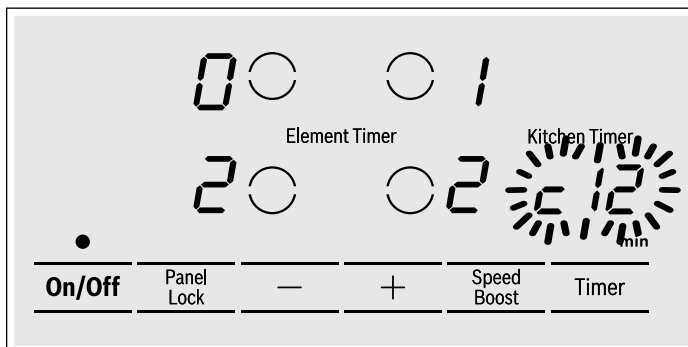 0 1
Element Timer Kitchen Timer
2 2 c12
min
On/Off Panel Lock − + Speed Boost Timer